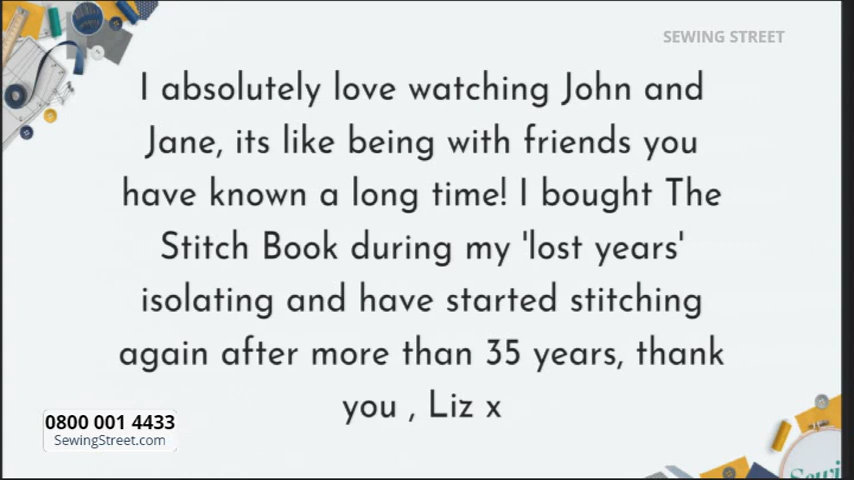 SEWING STREET
I absolutely love watching John and
Jane, its like being with friends you
have known a long time! I bought The
Stitch Book during my 'lost years'
isolating and have started stitching
again after more than 35 years, thank
you , Liz x
0800 001 4433
SewingStreet.com